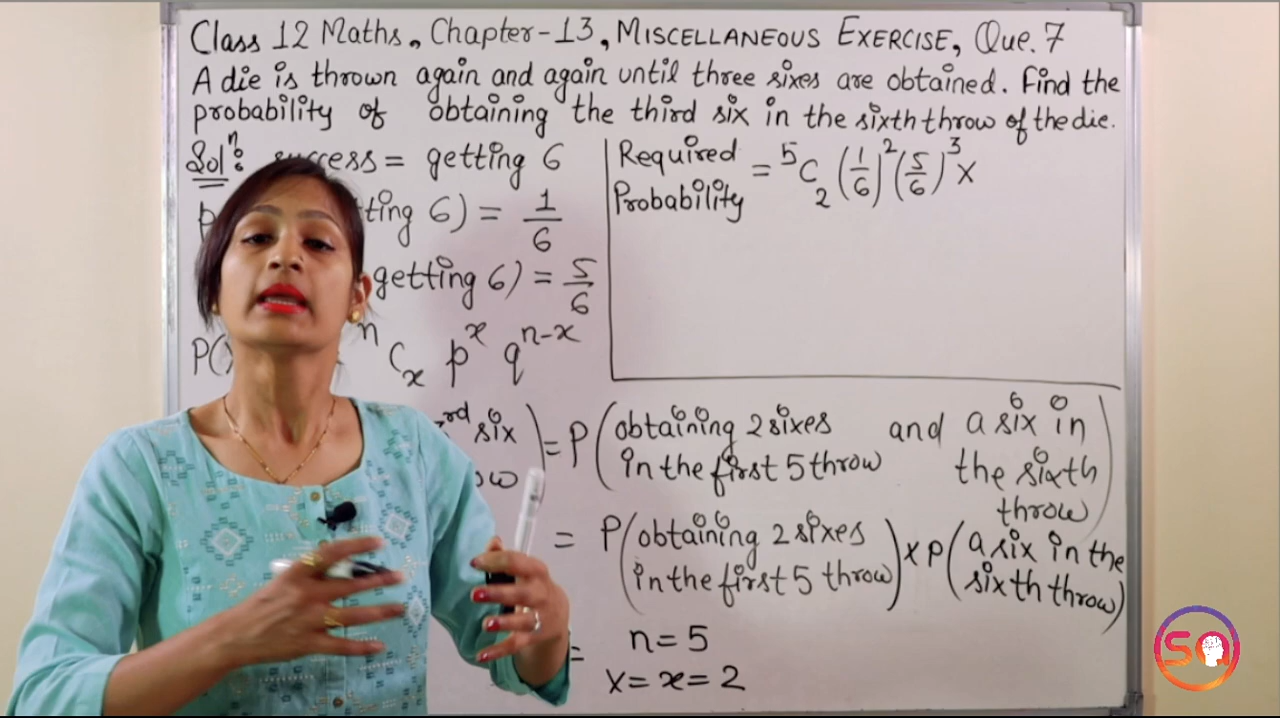 Class 12 Maths, Chapter-13, MISCELLANEOUS EXERCISE, Que. 7
A die is thrown again and again until three sixes are obtained. Find the
probability of obtaining the third six in the sixth throw of the die.
Solⁿ: success = getting 6
p ting 6) = 1/6
getting 6) = 5/6
P(x ⁿCₓ pˣ qⁿ⁻ˣ
Required Probability = ⁵C₂ (1/6)² (5/6)³ ×
rd six ow) = P(obtaining 2 sixes in the first 5 throw and a six in the sixth throw)
= P(obtaining 2 sixes in the first 5 throw) × P(a six in the sixth throw)
= n = 5
X = x = 2
SQ